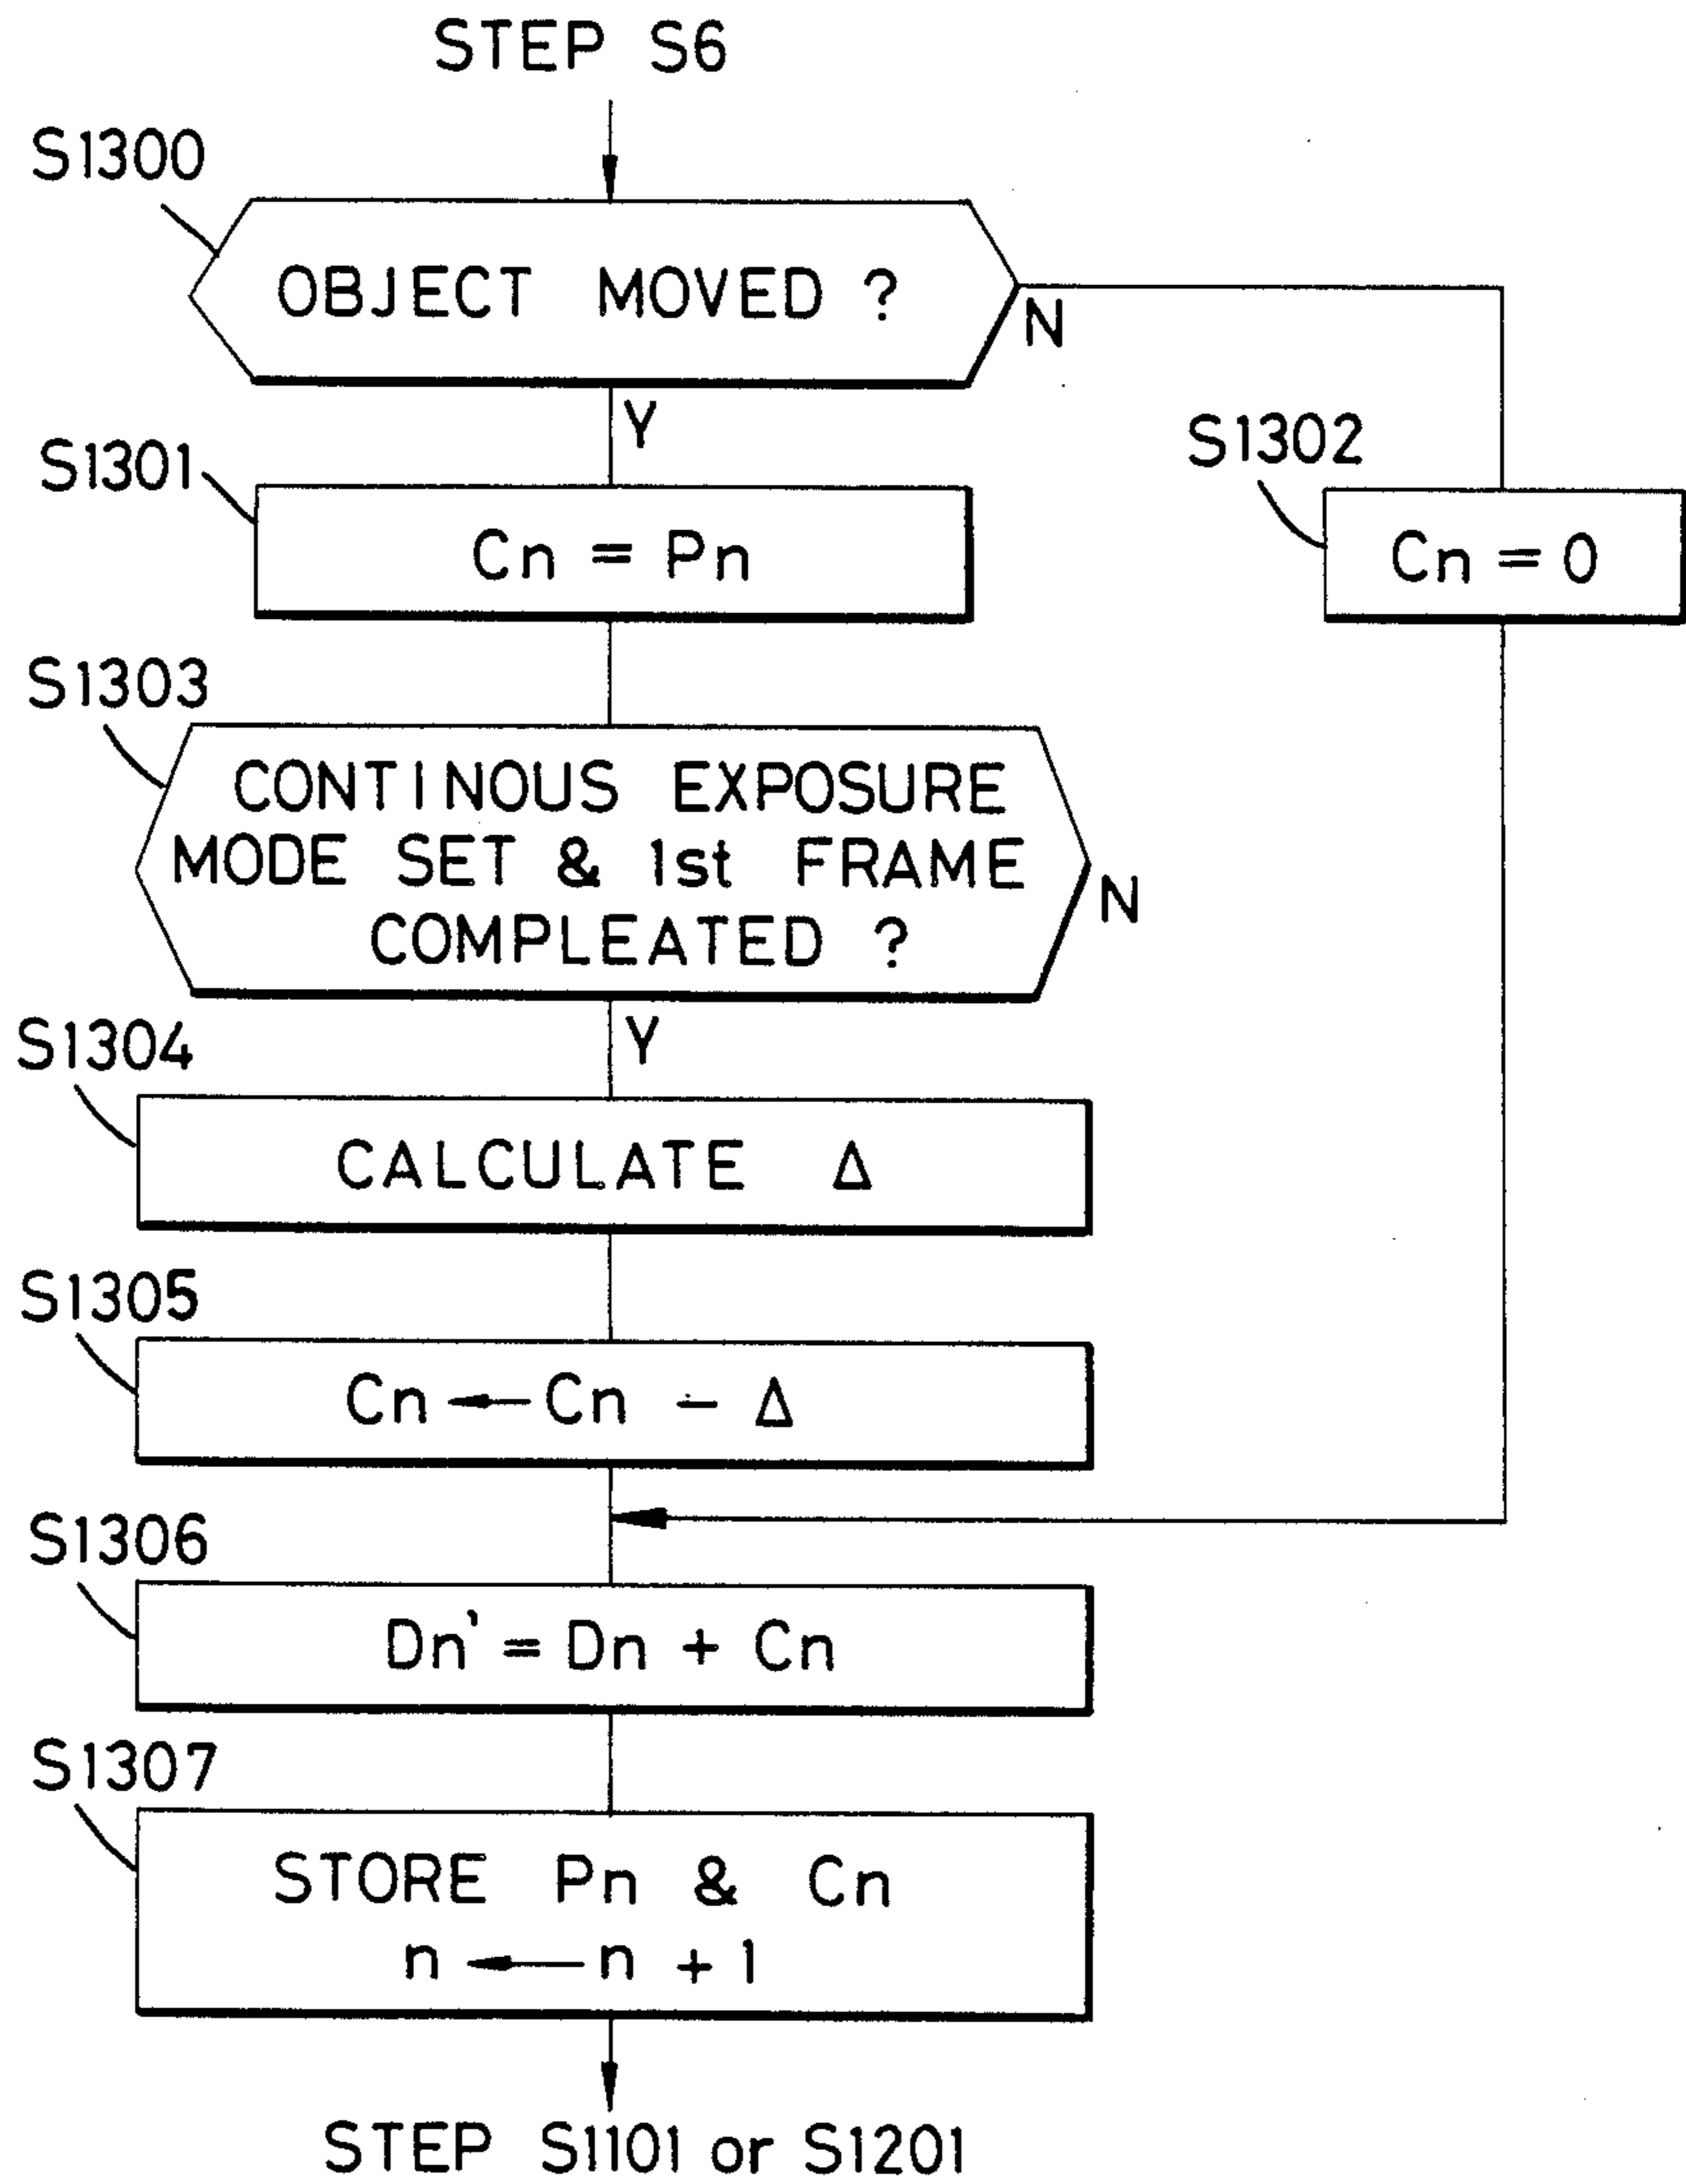 STEP S6
S1300
OBJECT MOVED ?
N
Y
S1301
Cn = Pn
S1302
Cn = 0
S1303
CONTINOUS EXPOSURE
MODE SET & 1st FRAME
COMPLEATED ?
N
Y
S1304
CALCULATE Δ
S1305
Cn ← Cn - Δ
S1306
Dn' = Dn + Cn
S1307
STORE Pn & Cn
n ← n + 1
STEP S1101 or S1201